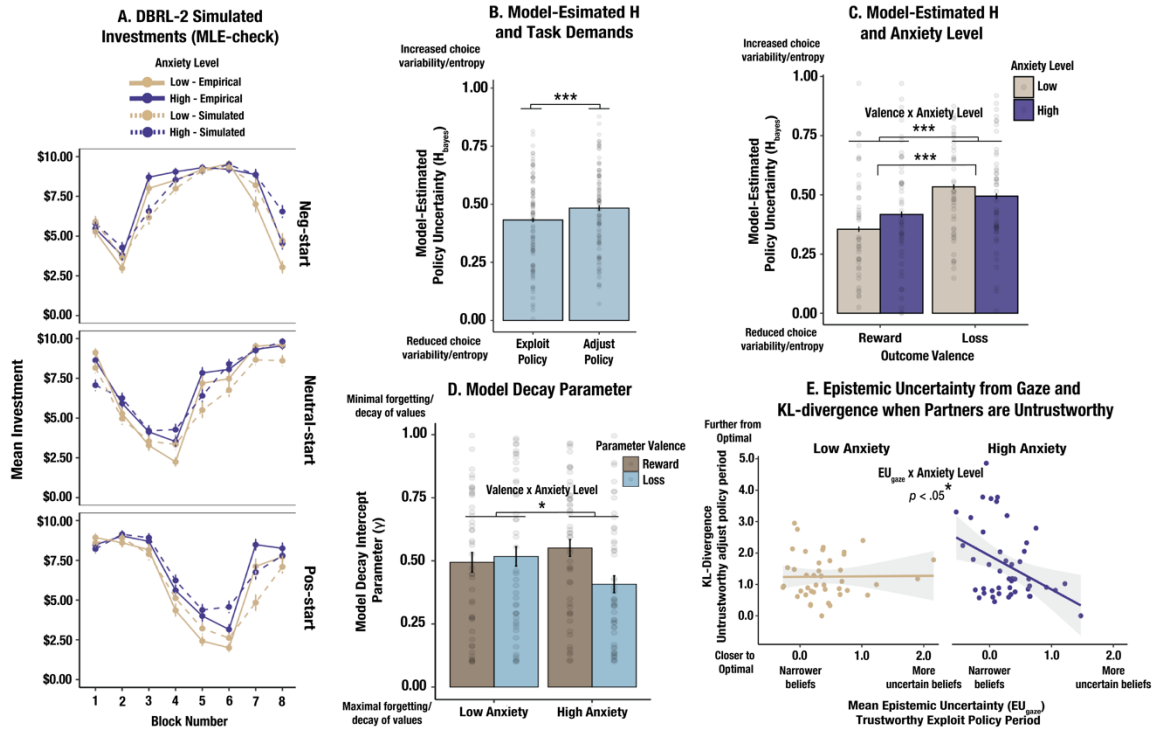 A. DBRL-2 Simulated
Investments (MLE-check)
Anxiety Level
Low - Empirical
High - Empirical
Low - Simulated
High - Simulated
$10.00
$7.50
$5.00
$2.50
$0.00
Neg-start
$10.00
$7.50
$5.00
$2.50
$0.00
Neutral-start
$10.00
$7.50
$5.00
$2.50
$0.00
Pos-start
Mean Investment
1 2 3 4 5 6 7 8
Block Number
B. Model-Esimated H
and Task Demands
Increased choice
variability/entropy
1.00
0.75
0.50
0.25
0.00
Model-Estimated
Policy Uncertainty (H_bayes)
***
Reduced choice
variability/entropy
Exploit
Policy
Adjust
Policy
C. Model-Estimated H
and Anxiety Level
Increased choice
variability/entropy
1.00
0.75
0.50
0.25
0.00
Model-Estimated
Policy Uncertainty (H_bayes)
Anxiety Level
Low
High
Valence x Anxiety Level
***
***
Reduced choice
variability/entropy
Reward
Loss
Outcome Valence
D. Model Decay Parameter
Minimal forgetting/
decay of values
1.00
0.75
0.50
0.25
0.00
Model Decay Intercept
Parameter (γ)
Parameter Valence
Reward
Loss
Valence x Anxiety Level
*
Maximal forgetting/
decay of values
Low Anxiety
High Anxiety
E. Epistemic Uncertainty from Gaze and
KL-divergence when Partners are Untrustworthy
Further from
Optimal
Low Anxiety
High Anxiety
5.0
4.0
3.0
2.0
1.0
0.0
KL-Divergence
Untrustworthy adjust policy period
EU_gaze x Anxiety Level
p < .05 *
Closer to
Optimal
0.0 1.0 2.0
Narrower
beliefs
More
uncertain beliefs
0.0 1.0 2.0
Narrower
beliefs
More
uncertain beliefs
Mean Epistemic Uncertainty (EU_gaze)
Trustworthy Exploit Policy Period